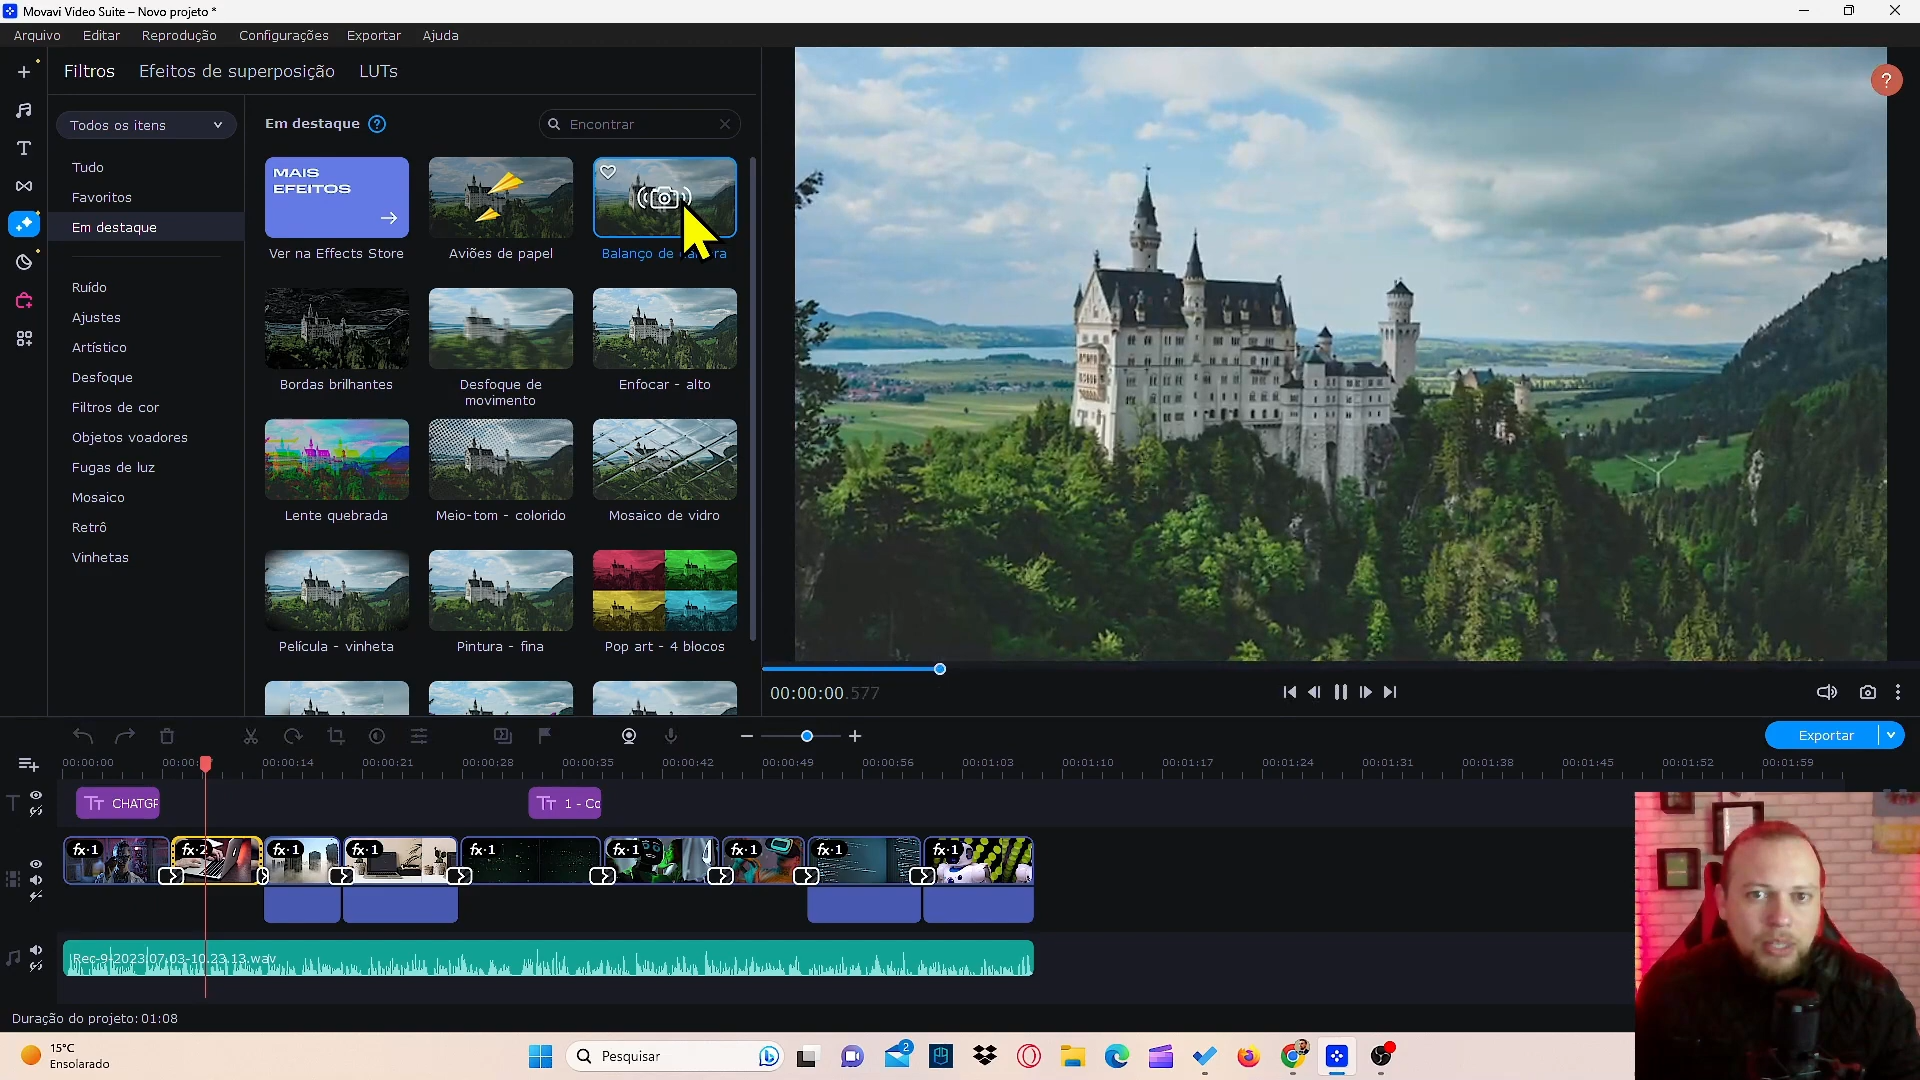 Movavi Video Suite – Novo projeto *
Arquivo Editar Reprodução Configurações Exportar Ajuda
Filtros Efeitos de superposição LUTs
Todos os itens
Tudo
Favoritos
Em destaque
Ruído
Ajustes
Artístico
Desfoque
Filtros de cor
Objetos voadores
Fugas de luz
Mosaico
Retrô
Vinhetas
Em destaque ?
Encontrar
MAIS
EFEITOS
Ver na Effects Store
Aviões de papel
Balanço de
Bordas brilhantes
Desfoque de
movimento
Enfocar - alto
Lente quebrada
Meio-tom - colorido
Mosaico de vidro
Película - vinheta
Pintura - fina
Pop art - 4 blocos
?
00:00:00.577
Exportar
00:00:00 00:00: 00:00:14 00:00:21 00:00:28 00:00:35 00:00:42 00:00:49 00:00:56 00:01:03 00:01:10 00:01:17 00:01:24 00:01:31 00:01:38 00:01:45 00:01:52 00:01:59
CHATGP
1 - Co
fx·1 fx·2 fx·1 fx·1 fx·1 fx·1 fx·1 fx·1 fx·1
Rec-9-2023.07.03-10.23.13.wav
Duração do projeto: 01:08
15°C
Ensolarado
Pesquisar
2